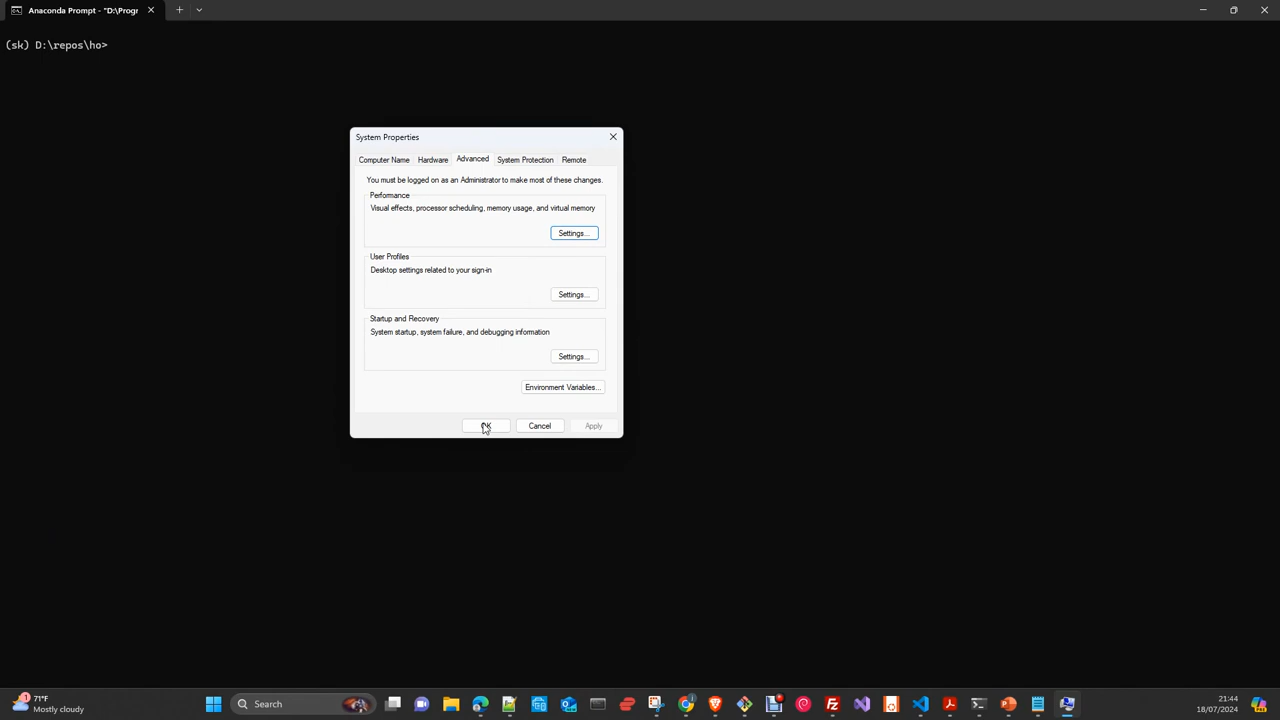 Anaconda Prompt - "D:\Progr
(sk) D:\repos\ho>
System Properties
Computer Name
Hardware
Advanced
System Protection
Remote
You must be logged on as an Administrator to make most of these changes.
Performance
Visual effects, processor scheduling, memory usage, and virtual memory
Settings...
User Profiles
Desktop settings related to your sign-in
Settings...
Startup and Recovery
System startup, system failure, and debugging information
Settings...
Environment Variables...
OK
Cancel
Apply
1
71°F
Mostly cloudy
Search
21:44
18/07/2024